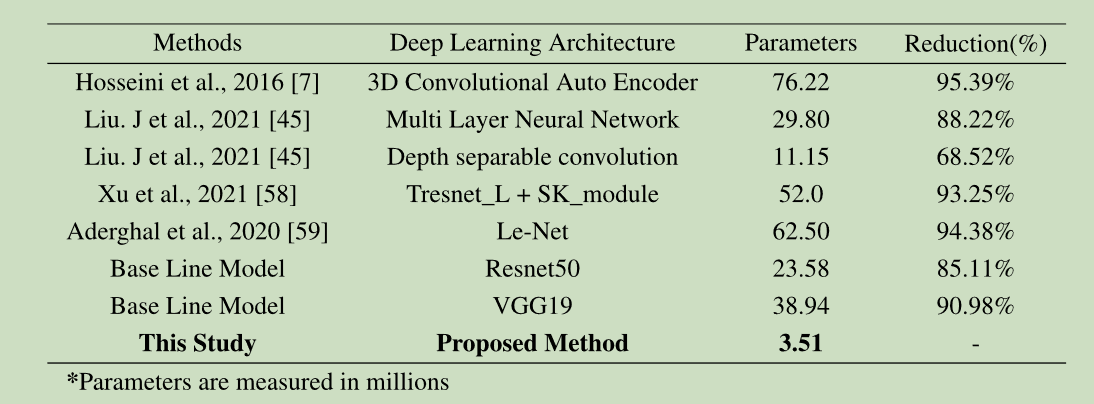 Methods Deep Learning Architecture Parameters Reduction(%)
Hosseini et al., 2016 [7] 3D Convolutional Auto Encoder 76.22 95.39%
Liu. J et al., 2021 [45] Multi Layer Neural Network 29.80 88.22%
Liu. J et al., 2021 [45] Depth separable convolution 11.15 68.52%
Xu et al., 2021 [58] Tresnet_L + SK_module 52.0 93.25%
Aderghal et al., 2020 [59] Le-Net 62.50 94.38%
Base Line Model Resnet50 23.58 85.11%
Base Line Model VGG19 38.94 90.98%
This Study Proposed Method 3.51 -
*Parameters are measured in millions